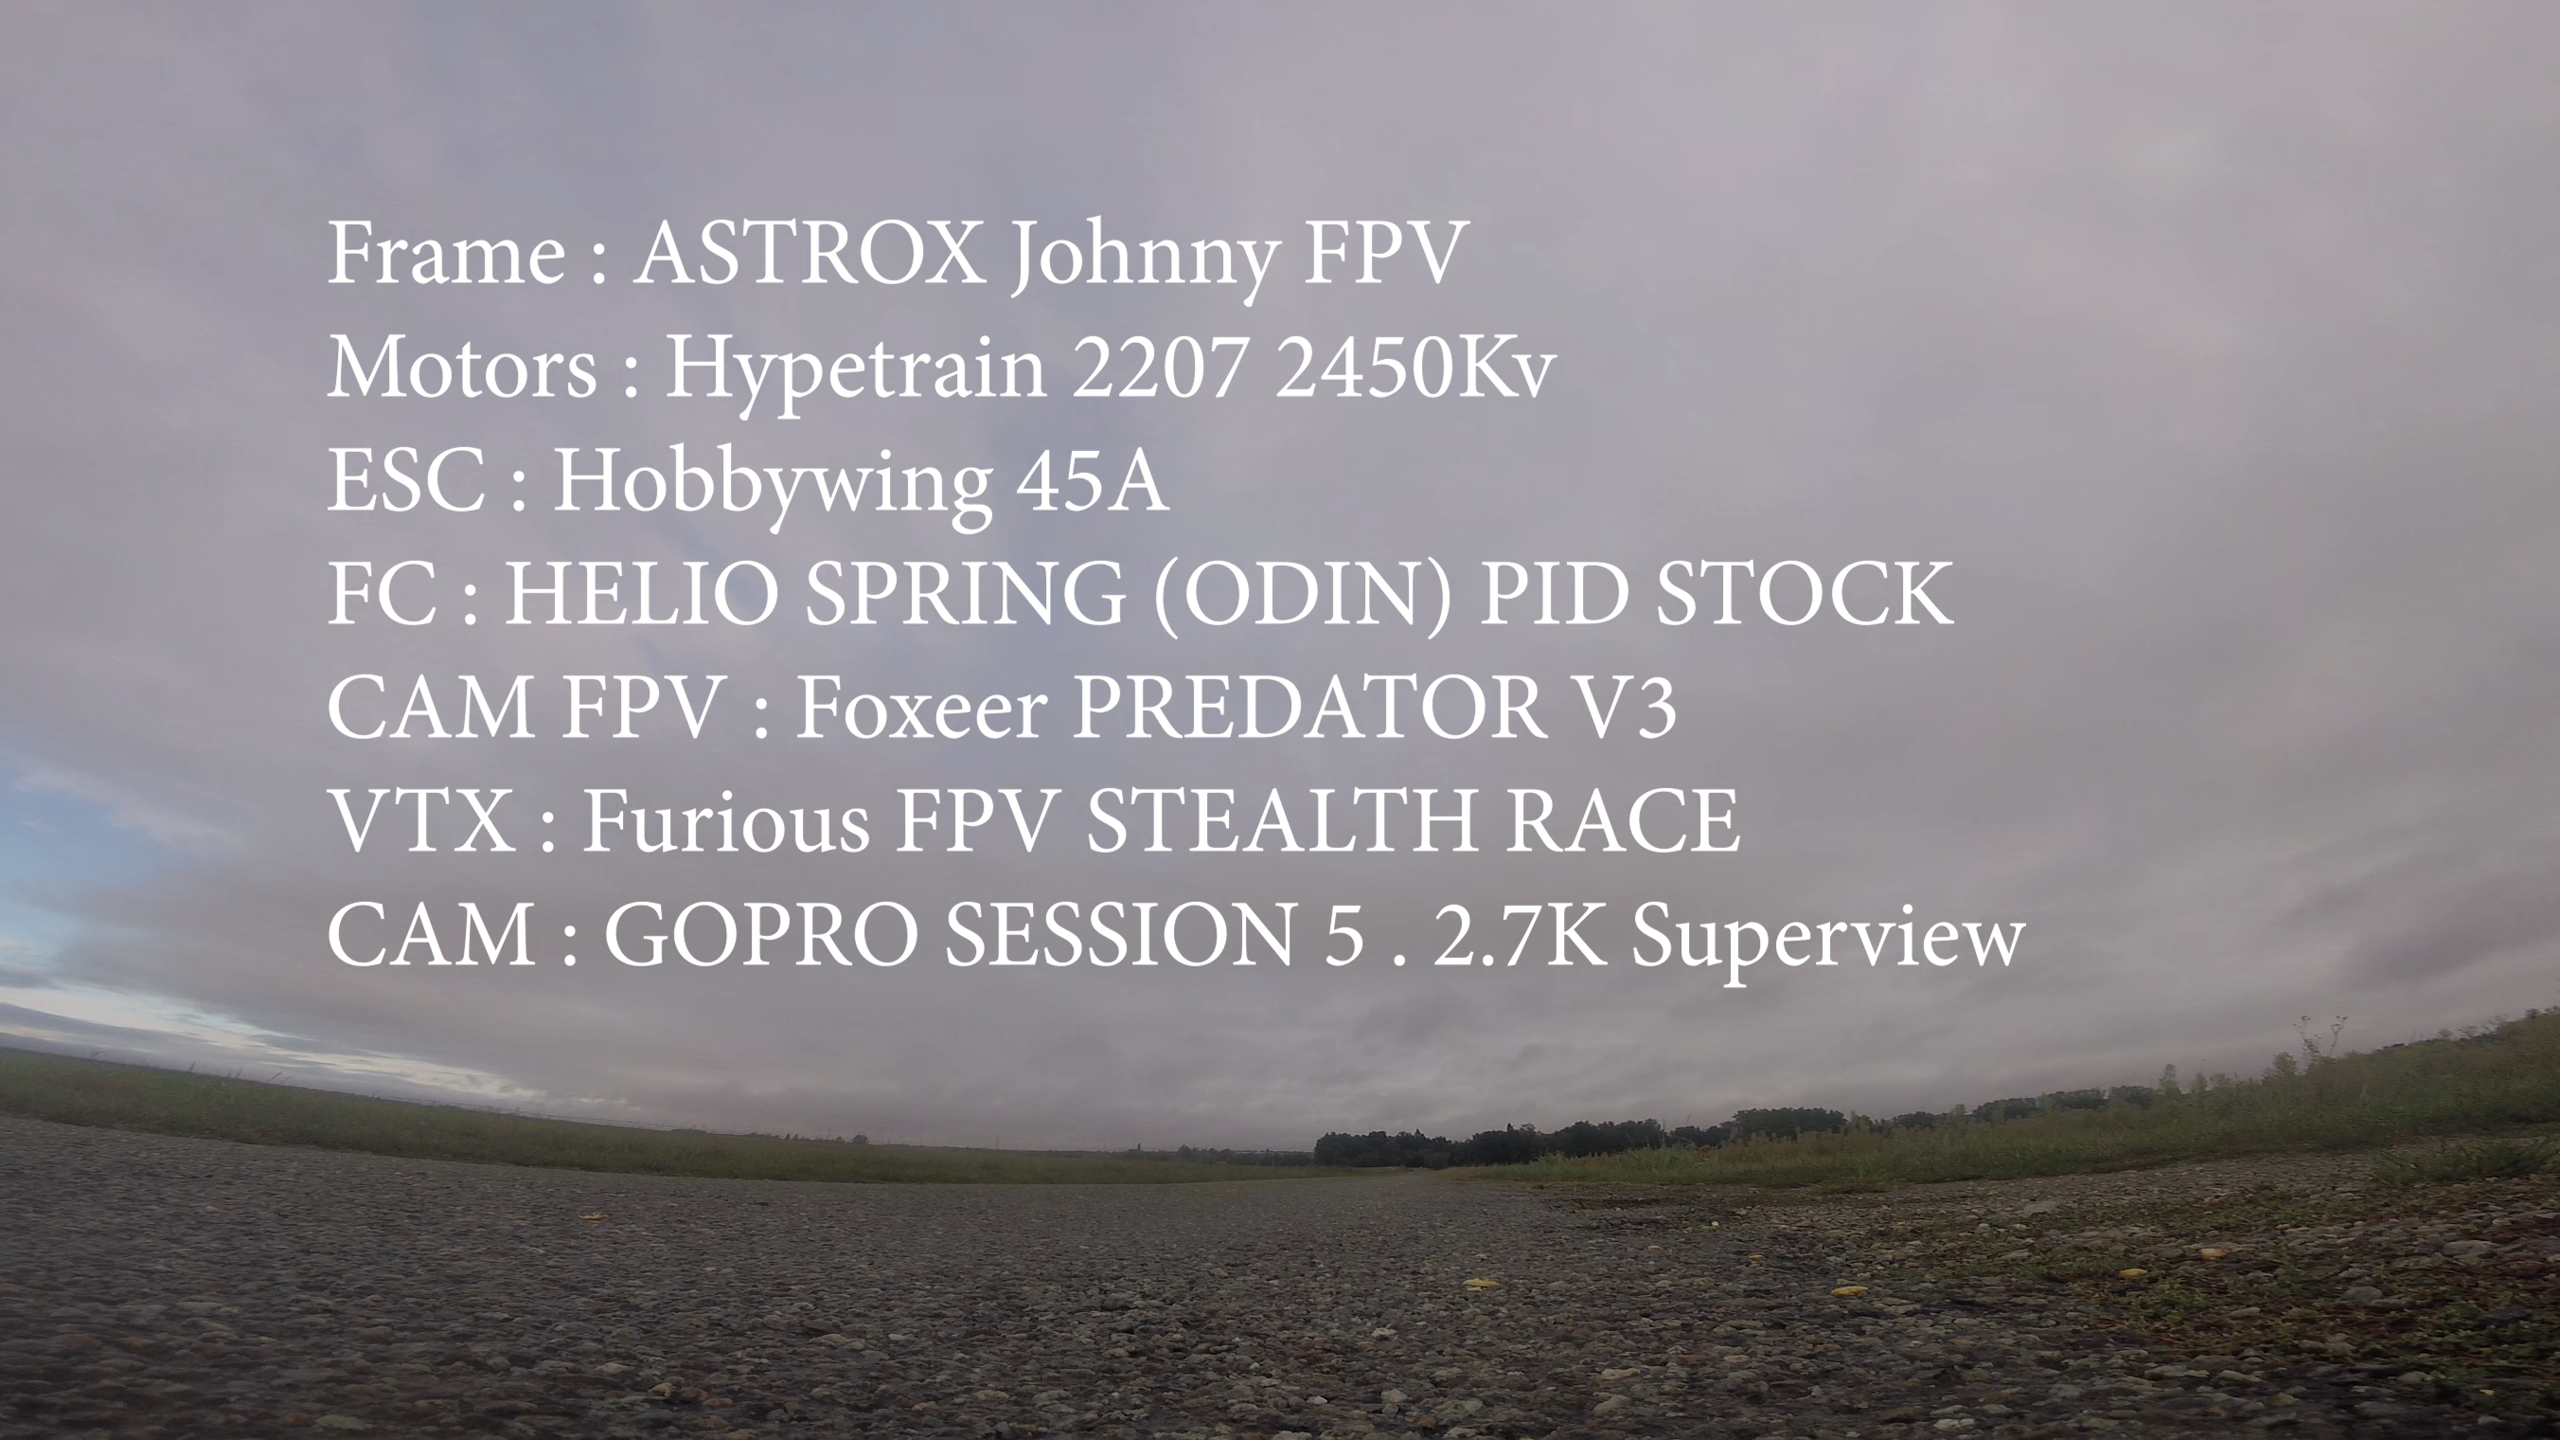 Frame : ASTROX Johnny FPV
Motors : Hypetrain 2207 2450Kv
ESC : Hobbywing 45A
FC : HELIO SPRING (ODIN) PID STOCK
CAM FPV : Foxeer PREDATOR V3
VTX : Furious FPV STEALTH RACE
CAM : GOPRO SESSION 5 . 2.7K Superview